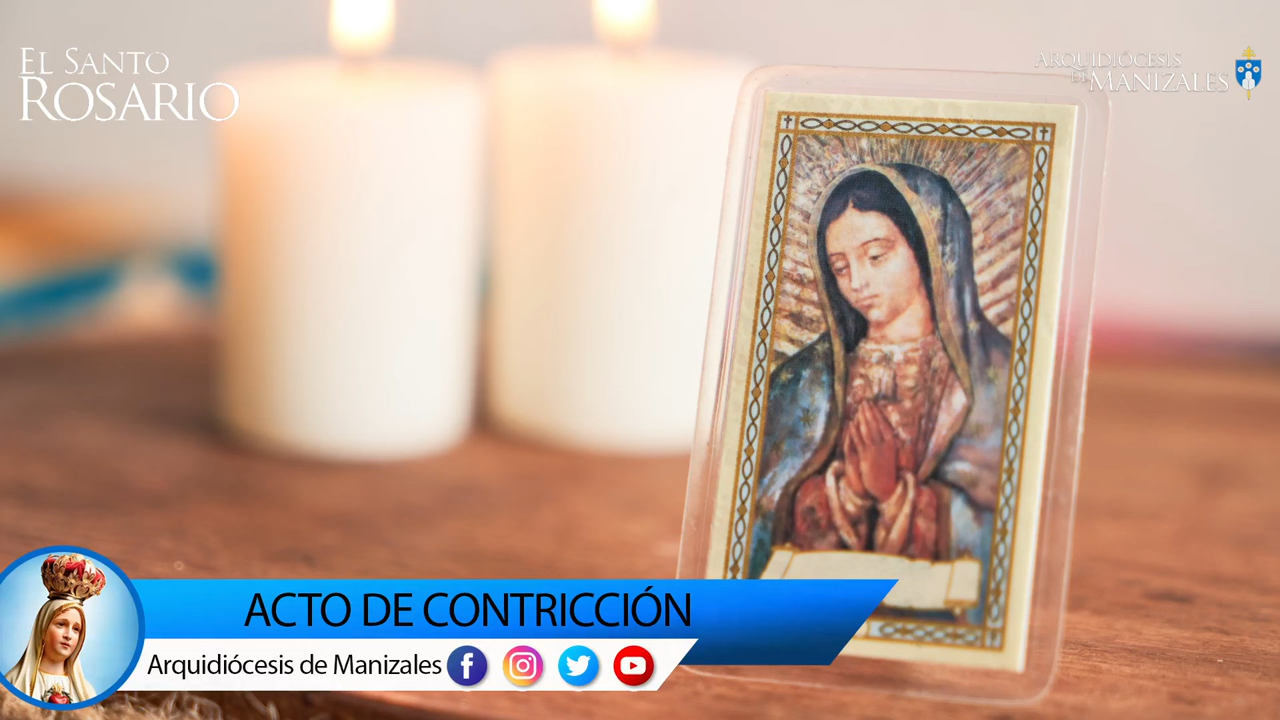 El Santo
Rosario
Arquidiócesis
de Manizales
ACTO DE CONTRICCIÓN
Arquidiócesis de Manizales